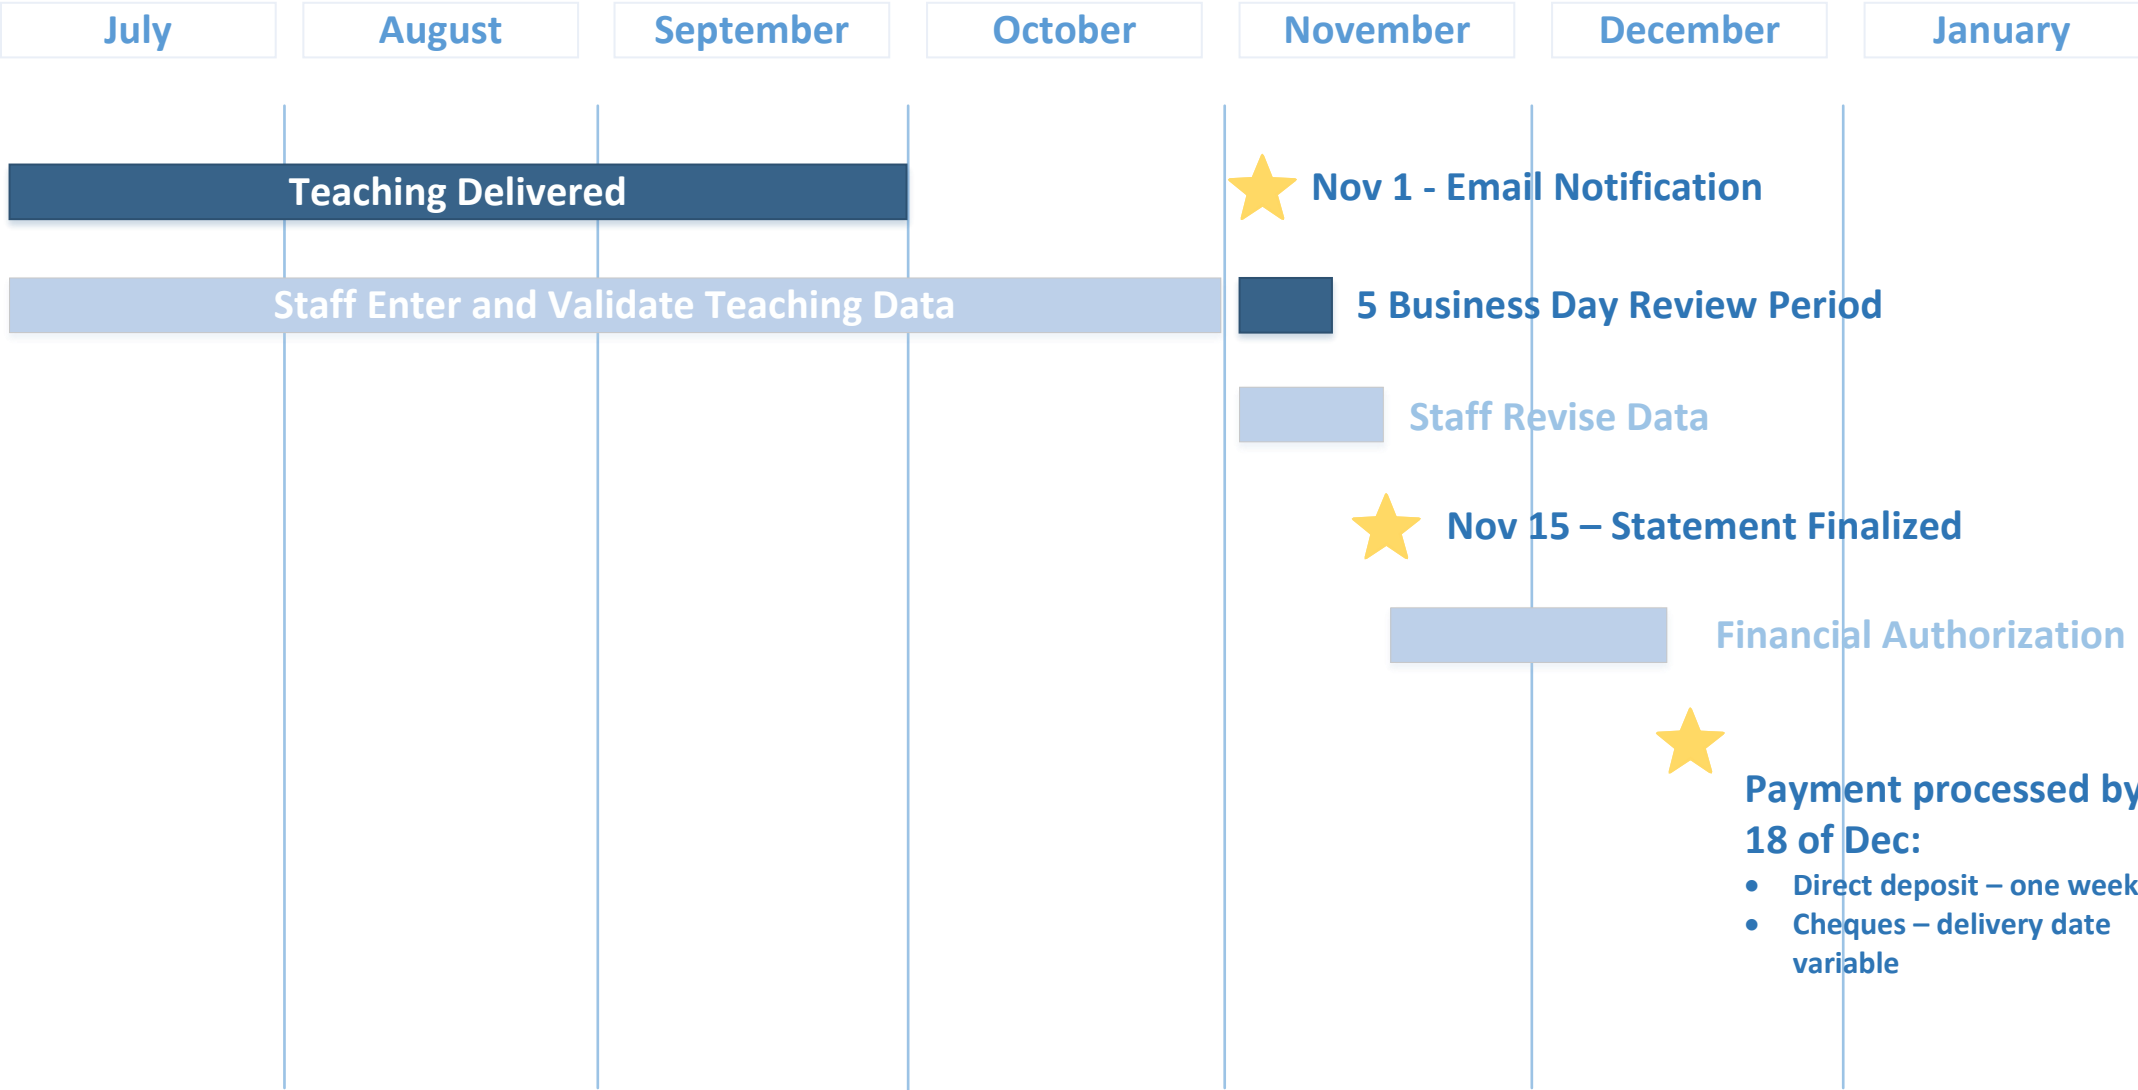 July
August
September
October
November
December
January
Teaching Delivered
Nov 1 - Email Notification
Staff Enter and Validate Teaching Data
5 Business Day Review Period
Staff Revise Data
Nov 15 – Statement Finalized
Financial Authorization
Payment processed by
18 of Dec:
• Direct deposit – one week
• Cheques – delivery date
variable